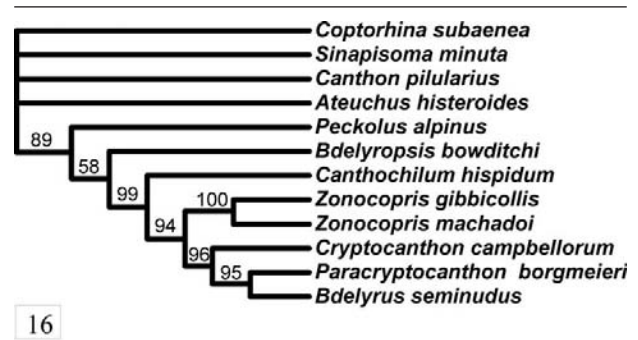 Coptorhina subaenea
Sinapisoma minuta
Canthon pilularius
Ateuchus histeroides
89
Peckolus alpinus
58
Bdelyropsis bowditchi
99
Canthochilum hispidum
100
Zonocopris gibbicollis
94
Zonocopris machadoi
96
Cryptocanthon campbellorum
95
Paracryptocanthon borgmeieri
Bdelyrus seminudus
16